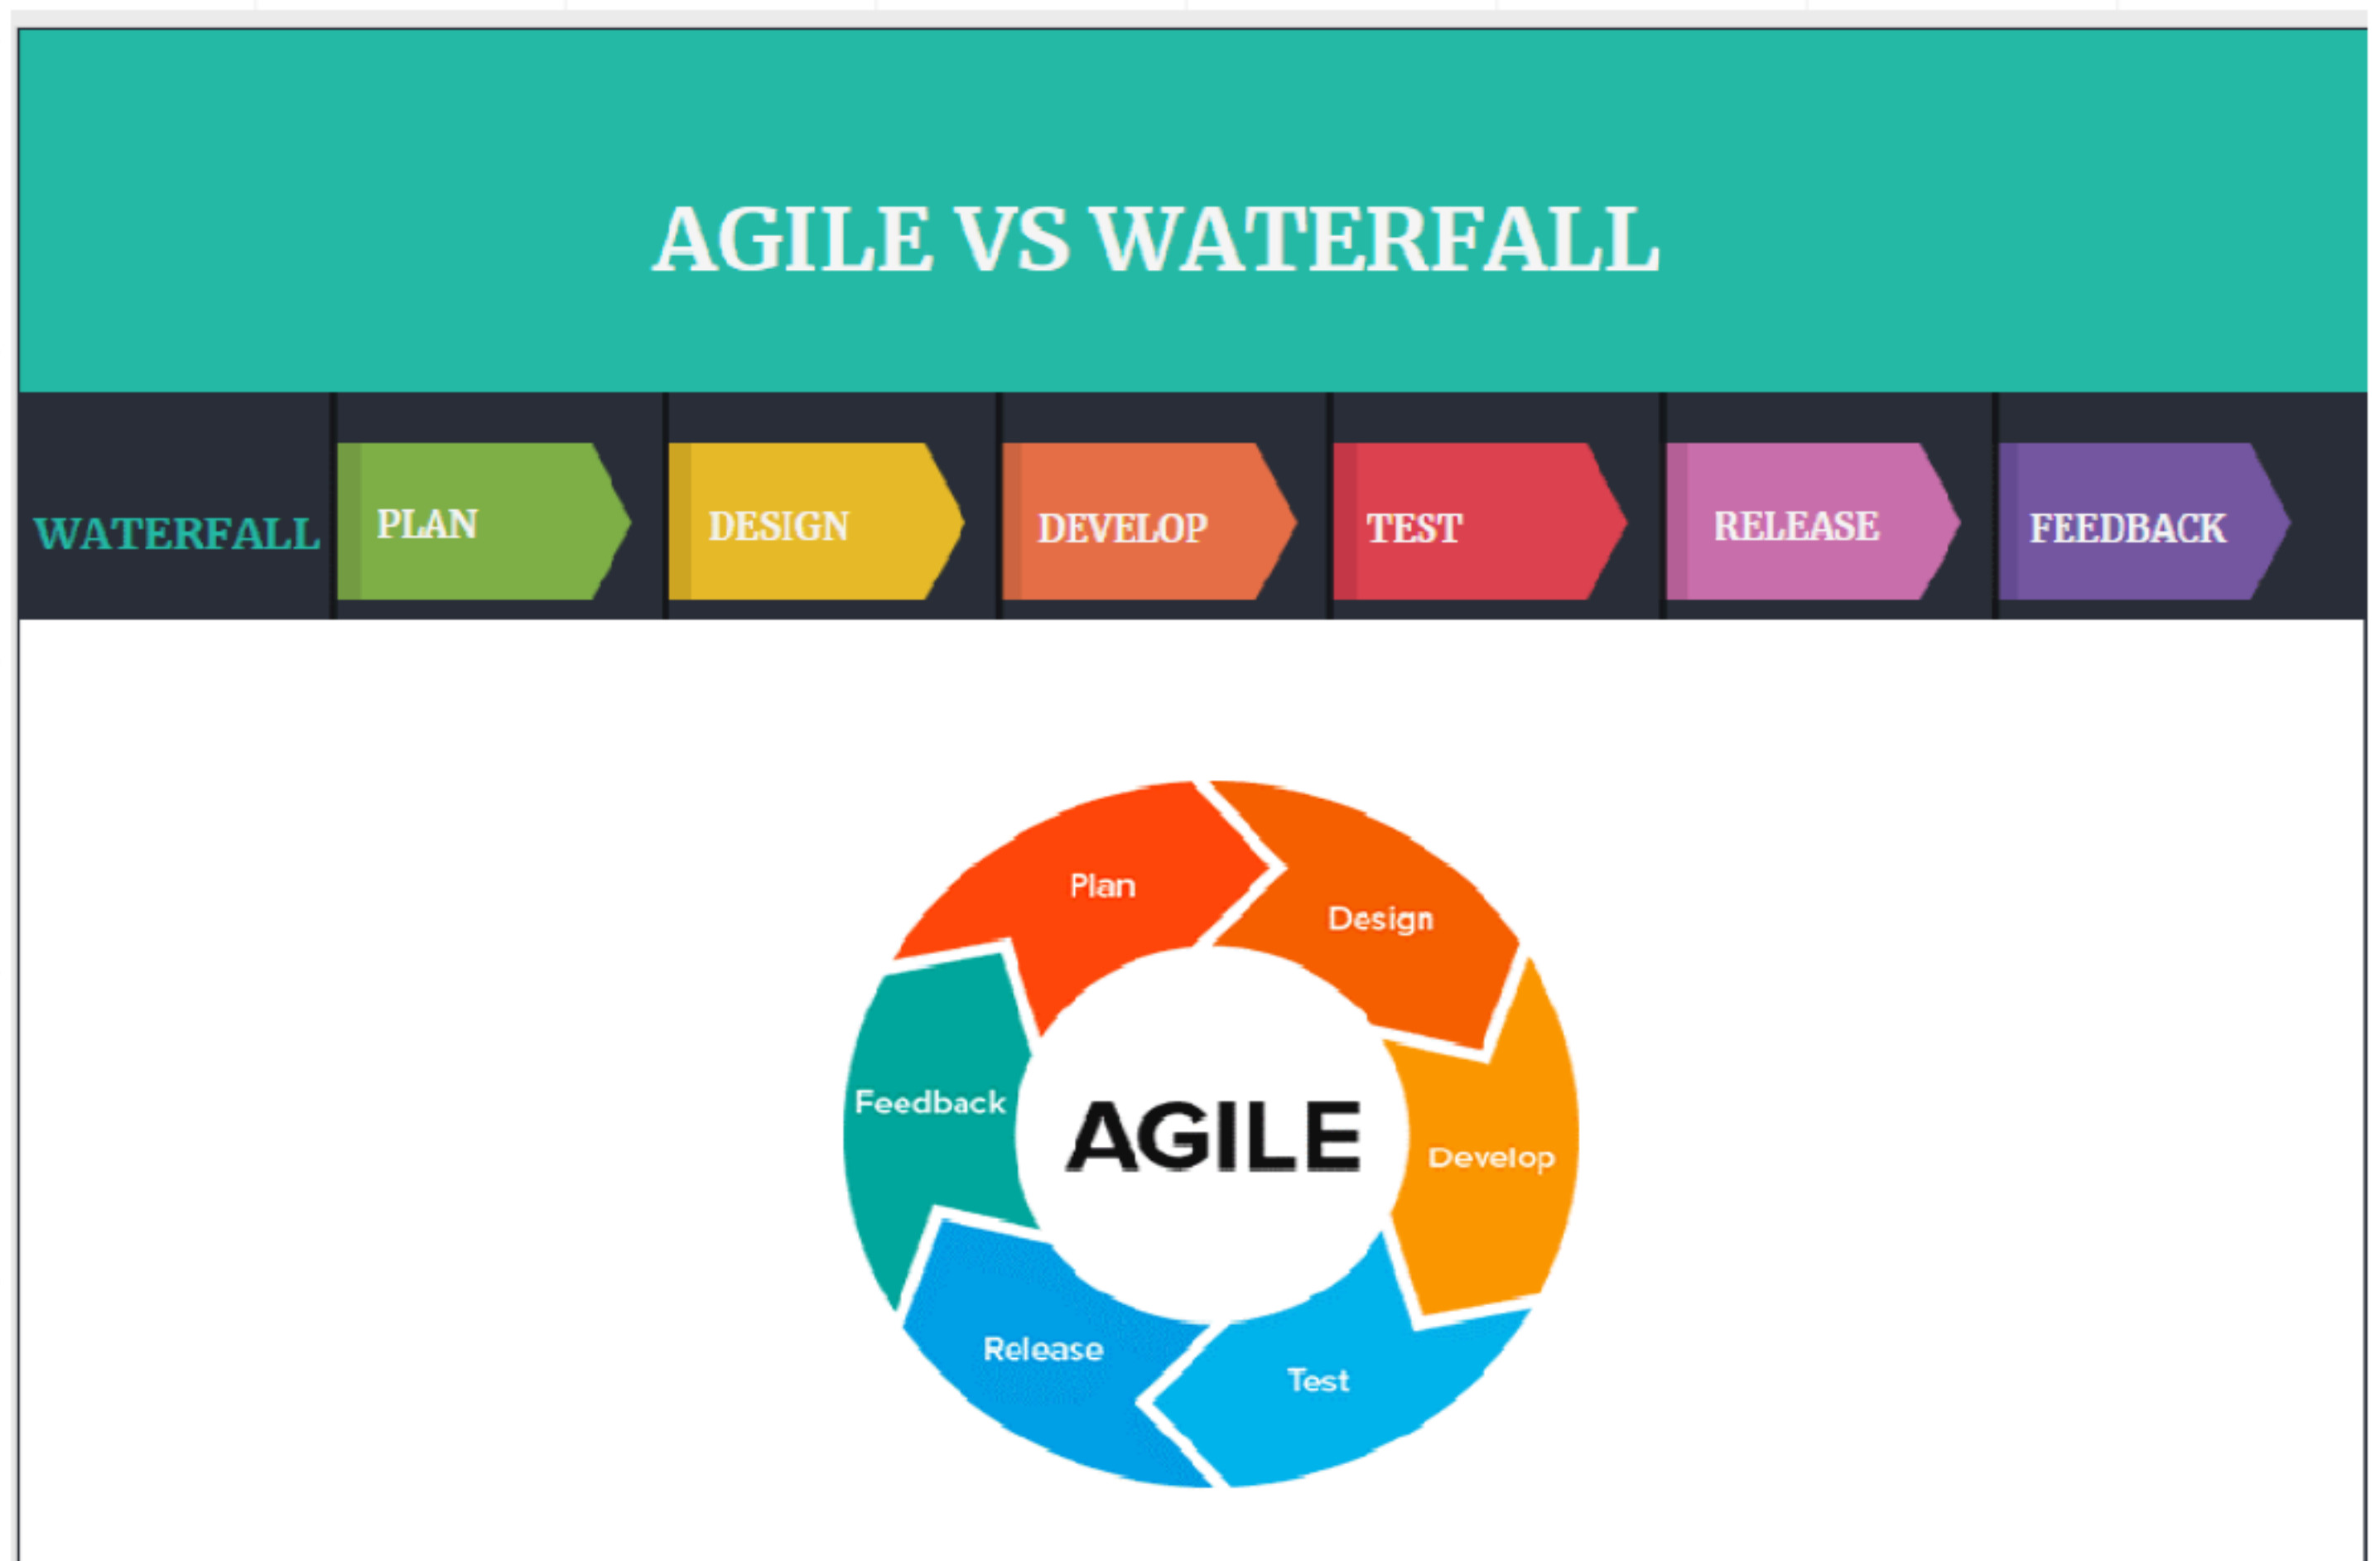 AGILE VS WATERFALL
WATERFALL
PLAN
DESIGN
DEVELOP
TEST
RELEASE
FEEDBACK
Plan
Design
Develop
Test
Release
Feedback
AGILE